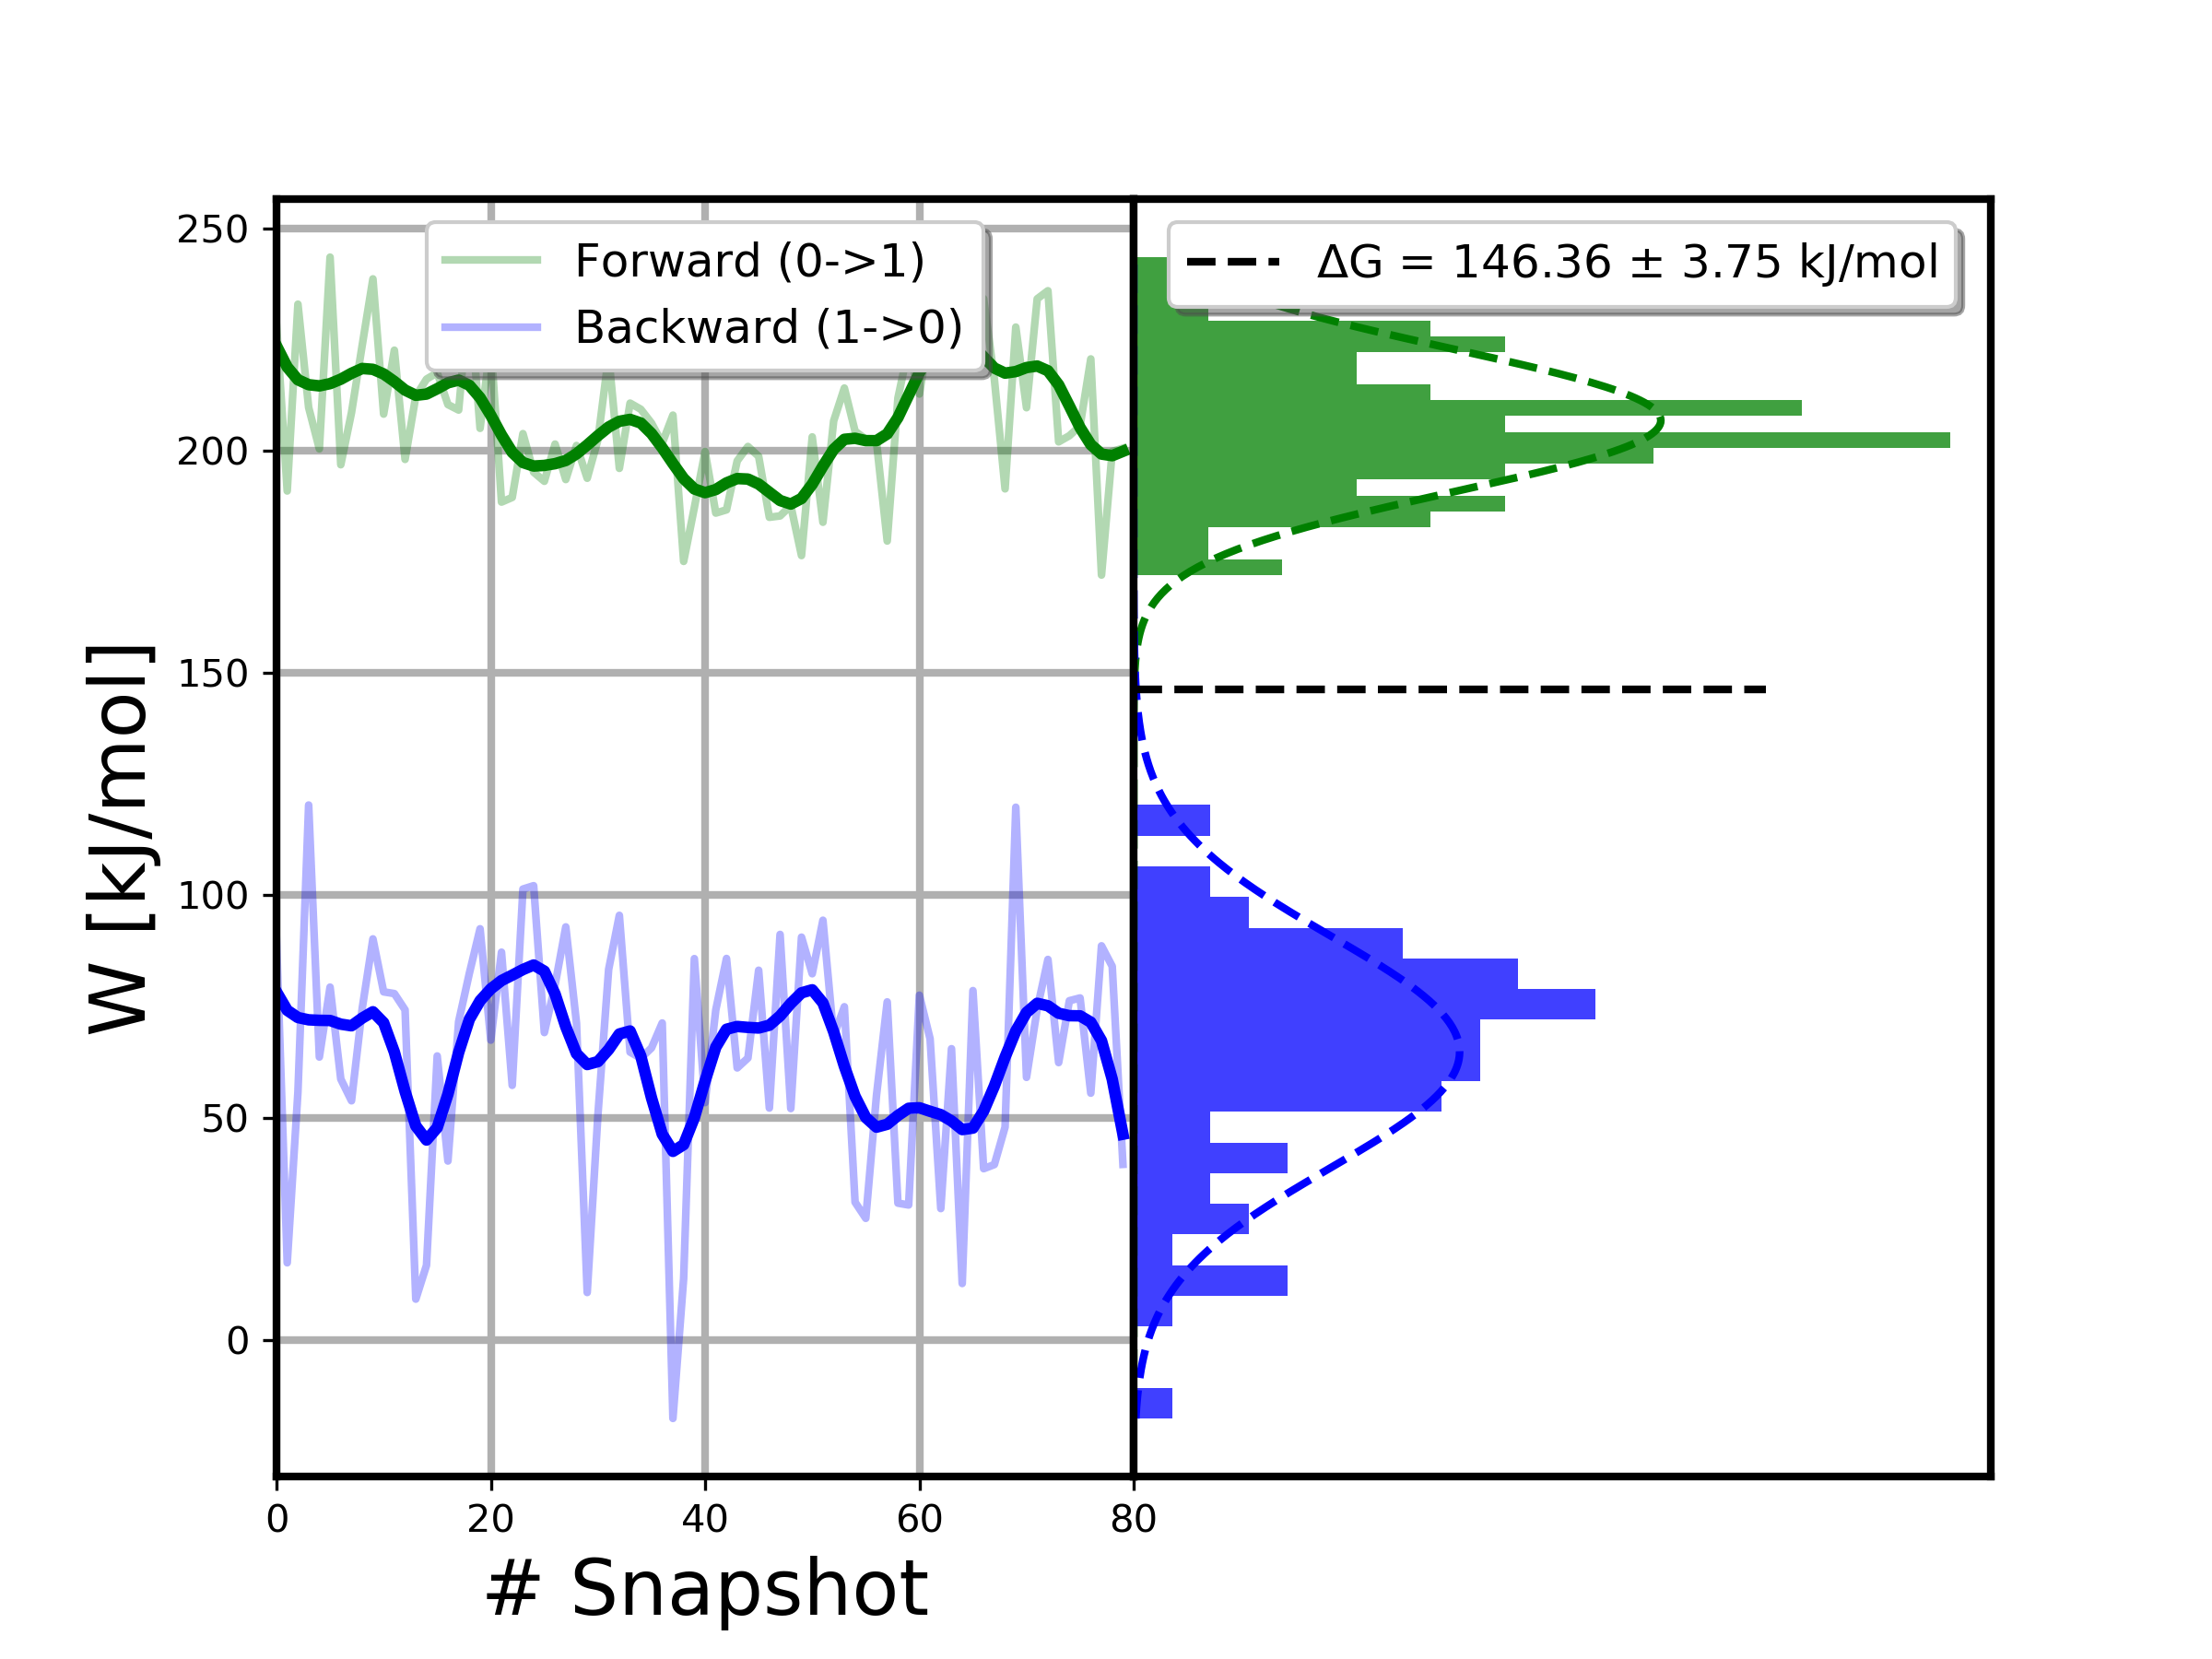 Forward (0->1)
Backward (1->0)
ΔG = 146.36 ± 3.75 kJ/mol
W [kJ/mol]
250
200
150
100
50
0
0 20 40 60 80
# Snapshot